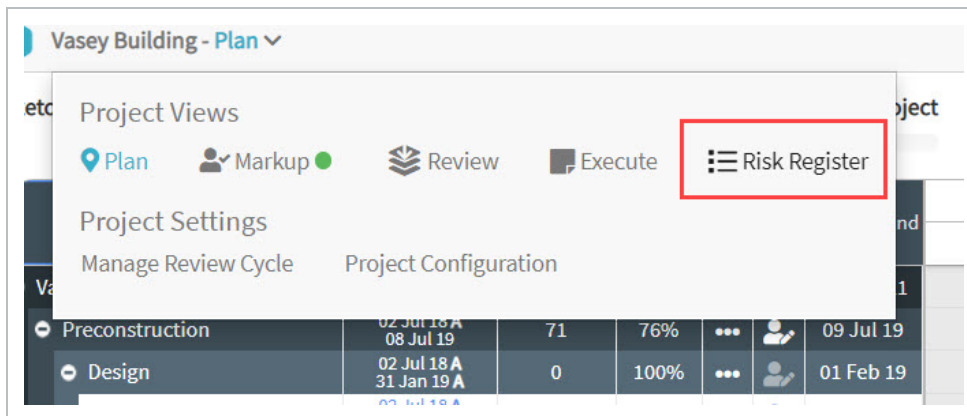 Vasey Building - Plan
Project Views
Plan Markup Review Execute Risk Register
Project Settings
Manage Review Cycle Project Configuration
1
Preconstruction 02 Jul 18 A 71 76% ••• 09 Jul 19
08 Jul 19
Design 02 Jul 18 A 0 100% ••• 01 Feb 19
31 Jan 19 A